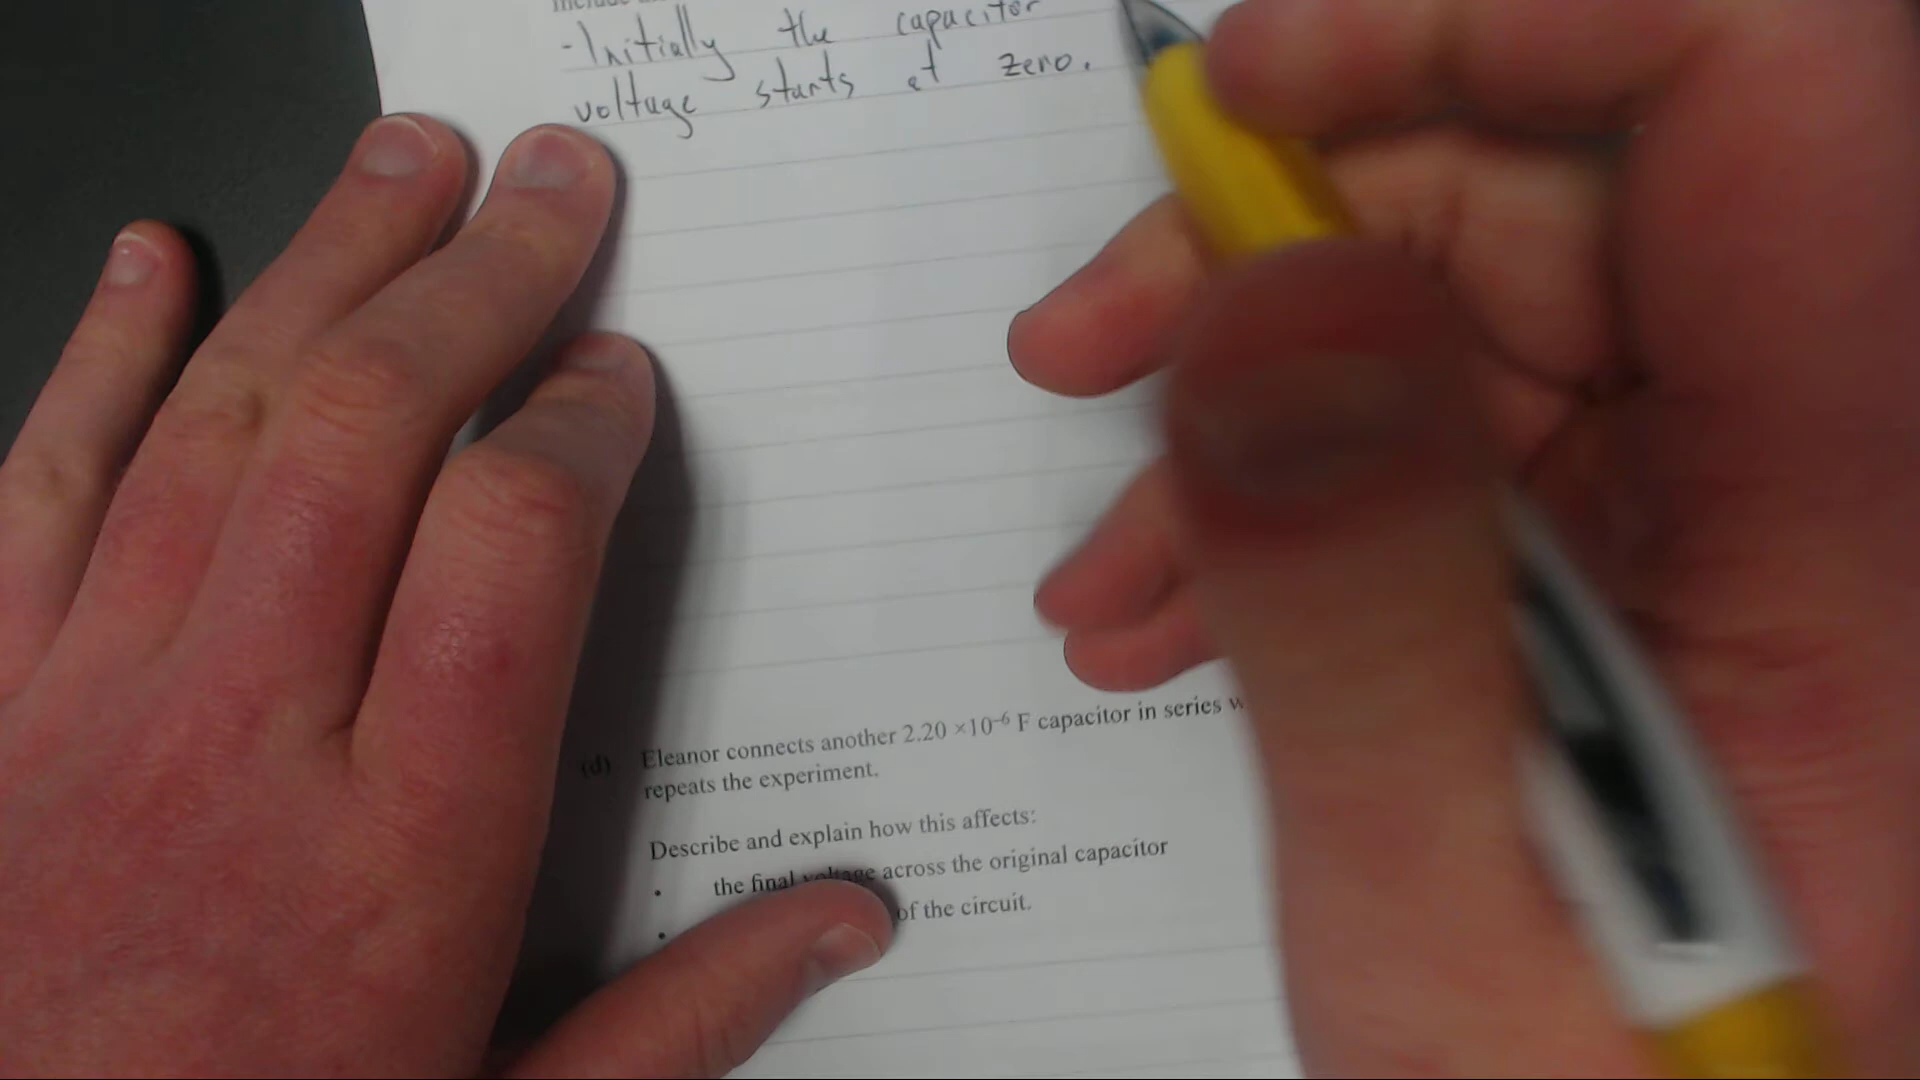 - Initially the capacitor
voltage starts at zero.
(d) Eleanor connects another 2.20 ×10⁻⁶ F capacitor in series
repeats the experiment.
Describe and explain how this affects:
• the final voltage across the original capacitor
• of the circuit.